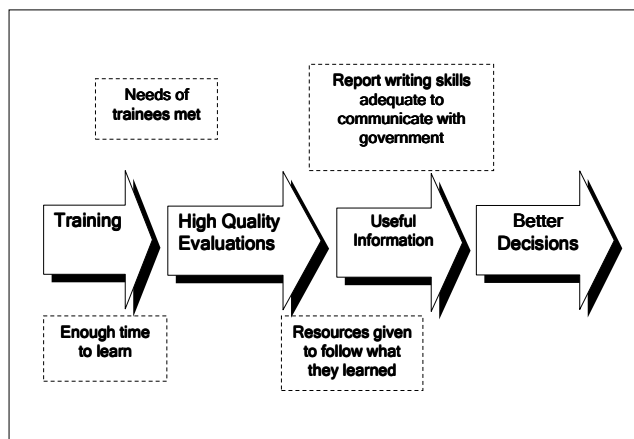 Needs of
trainees met
Report writing skills
adequate to
communicate with
government
Training
High Quality
Evaluations
Useful
Information
Better
Decisions
Enough time
to learn
Resources given
to follow what
they learned